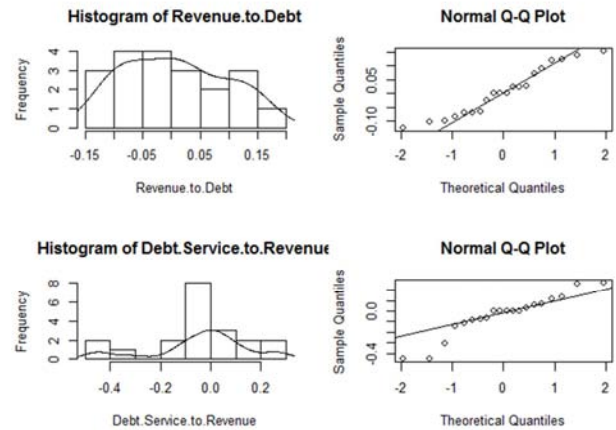 Histogram of Revenue.to.Debt
Frequency
0 1 2 3 4
-0.15 -0.05 0.05 0.15
Revenue.to.Debt
Normal Q-Q Plot
Sample Quantiles
-0.10 0.05
-2 -1 0 1 2
Theoretical Quantiles
Histogram of Debt.Service.to.Revenue
Frequency
0 2 4 6 8
-0.4 -0.2 0.0 0.2
Debt.Service.to.Revenue
Normal Q-Q Plot
Sample Quantiles
-0.4 0.0
-2 -1 0 1 2
Theoretical Quantiles